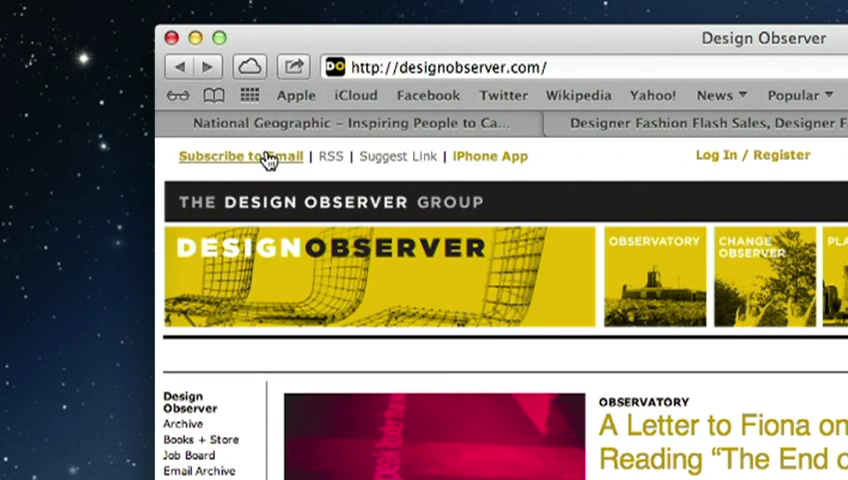 Design Observer
DO http://designobserver.com/
Apple iCloud Facebook Twitter Wikipedia Yahoo! News Popular
National Geographic – Inspiring People to Ca... Designer Fashion Flash Sales, Designer F
Subscribe to Email | RSS | Suggest Link | iPhone App Log In / Register
THE DESIGN OBSERVER GROUP
DESIGNOBSERVER
OBSERVATORY
CHANGE
OBSERVER
PLA
Design
Observer
Archive
Books + Store
Job Board
Email Archive
OBSERVATORY
A Letter to Fiona on
Reading “The End o